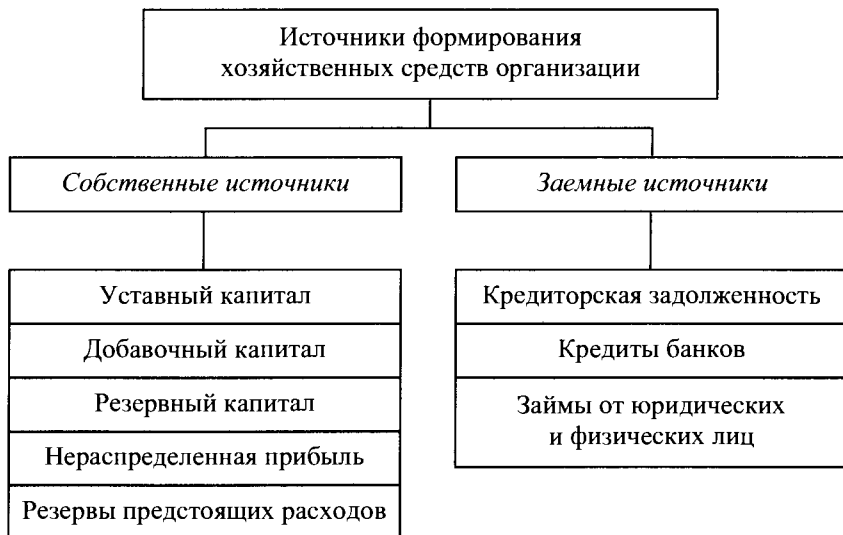 Источники формирования
хозяйственных средств организации
Собственные источники
Заемные источники
Уставный капитал
Добавочный капитал
Резервный капитал
Нераспределенная прибыль
Резервы предстоящих расходов
Кредиторская задолженность
Кредиты банков
Займы от юридических
и физических лиц